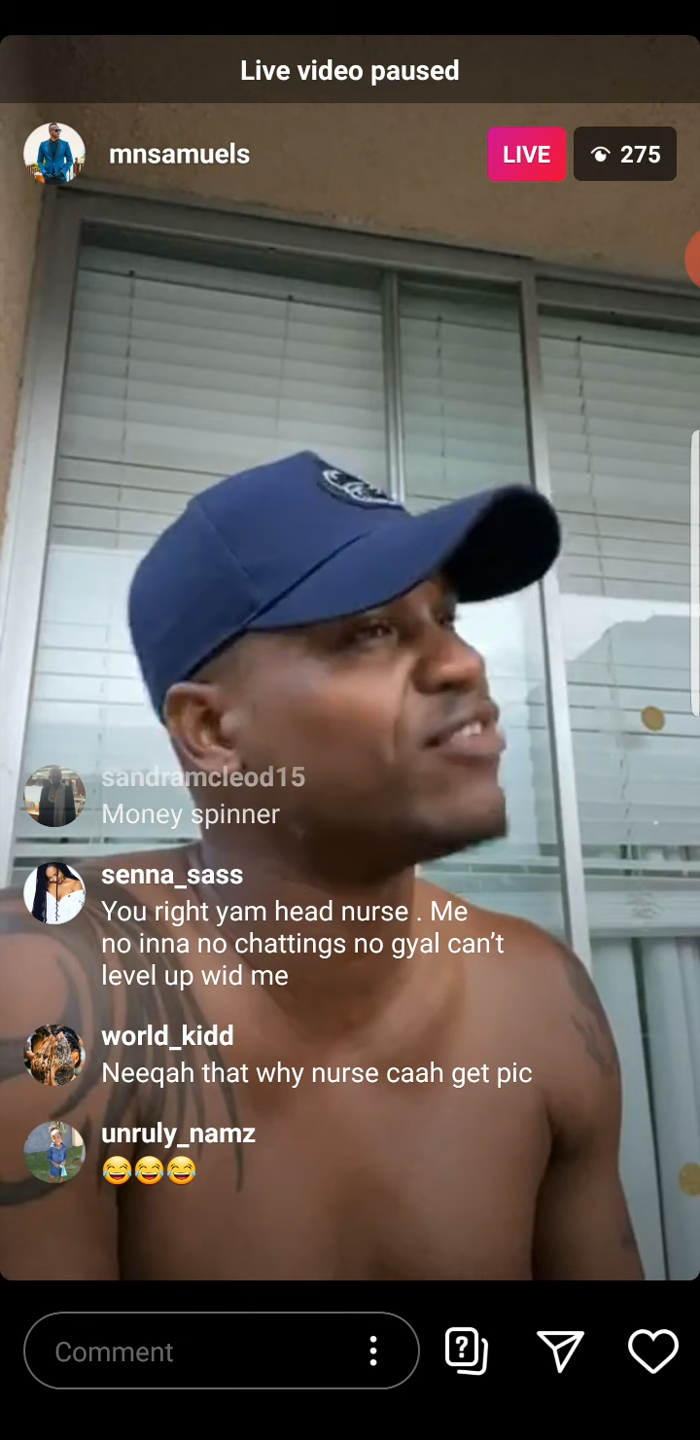 Live video paused
mnsamuels
LIVE
275
sandramcleod15
Money spinner
senna_sass
You right yam head nurse . Me
no inna no chattings no gyal can’t
level up wid me
world_kidd
Neeqah that why nurse caah get pic
unruly_namz
😂😂😂
Comment
?